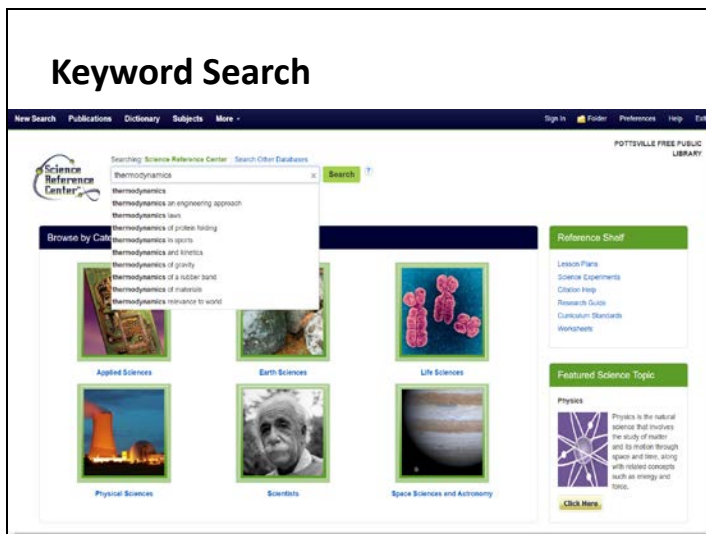 Keyword Search
New Search Publications Dictionary Subjects More Sign In Folder Preferences Help Exit
POTTSVILLE FREE PUBLIC
LIBRARY
Science
Reference
Center
Searching: Science Reference Center Search Other Databases
thermodynamics x Search ?
thermodynamics
thermodynamics an engineering approach
thermodynamics laws
thermodynamics of protein folding
thermodynamics in sports
thermodynamics and kinetics
thermodynamics of gravity
thermodynamics of a rubber band
thermodynamics of materials
thermodynamics relevance to world
Browse by Cate
Applied Sciences
Earth Sciences
Life Sciences
Physical Sciences
Scientists
Space Sciences and Astronomy
Reference Shelf
Lesson Plans
Science Experiments
Citation Help
Research Guide
Curriculum Standards
Worksheets
Featured Science Topic
Physics
Physics is the natural
science that involves
the study of matter
and its motion through
space and time, along
with related concepts
such as energy and
force.
Click Here